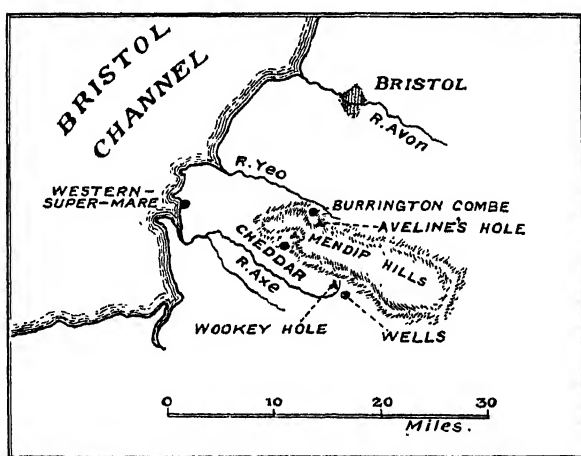 BRISTOL
CHANNEL
BRISTOL
R. Avon
R. Yeo
WESTERN-
SUPER-MARE
BURRINGTON COMBE
AVELINE'S HOLE
MENDIP HILLS
CHEDDAR
R. Axe
WOOKEY HOLE
WELLS
0 10 20 30
Miles.